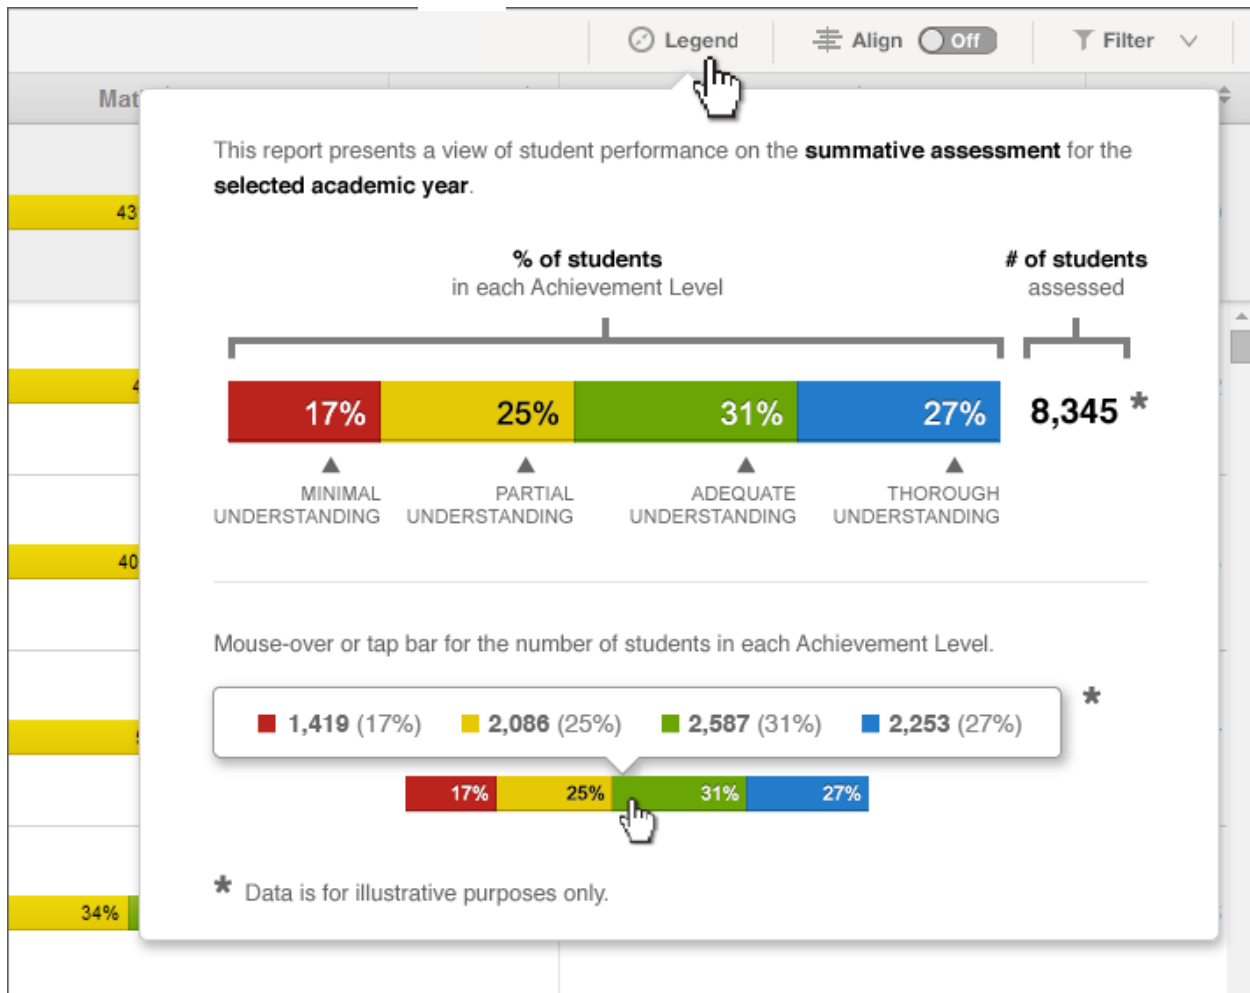 Legend Align Off Filter
Mat
This report presents a view of student performance on the summative assessment for the
selected academic year.
43
% of students
in each Achievement Level
# of students
assessed
17% 25% 31% 27% 8,345 *
MINIMAL
UNDERSTANDING
PARTIAL
UNDERSTANDING
ADEQUATE
UNDERSTANDING
THOROUGH
UNDERSTANDING
40
Mouse-over or tap bar for the number of students in each Achievement Level.
1,419 (17%) 2,086 (25%) 2,587 (31%) 2,253 (27%) *
17% 25% 31% 27%
* Data is for illustrative purposes only.
34%